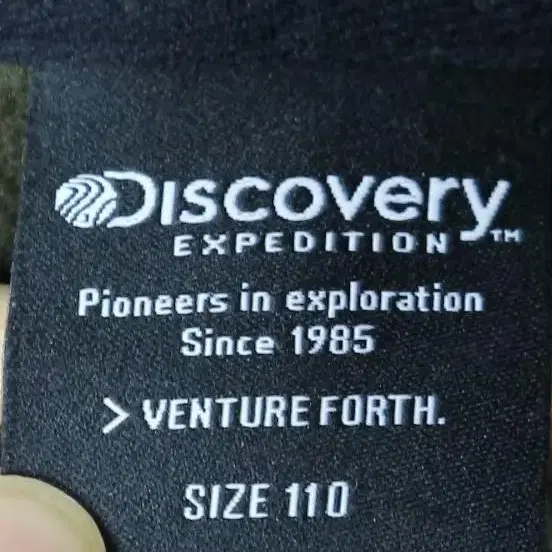 Discovery
EXPEDITION™
Pioneers in exploration
Since 1985
> VENTURE FORTH.
SIZE 110